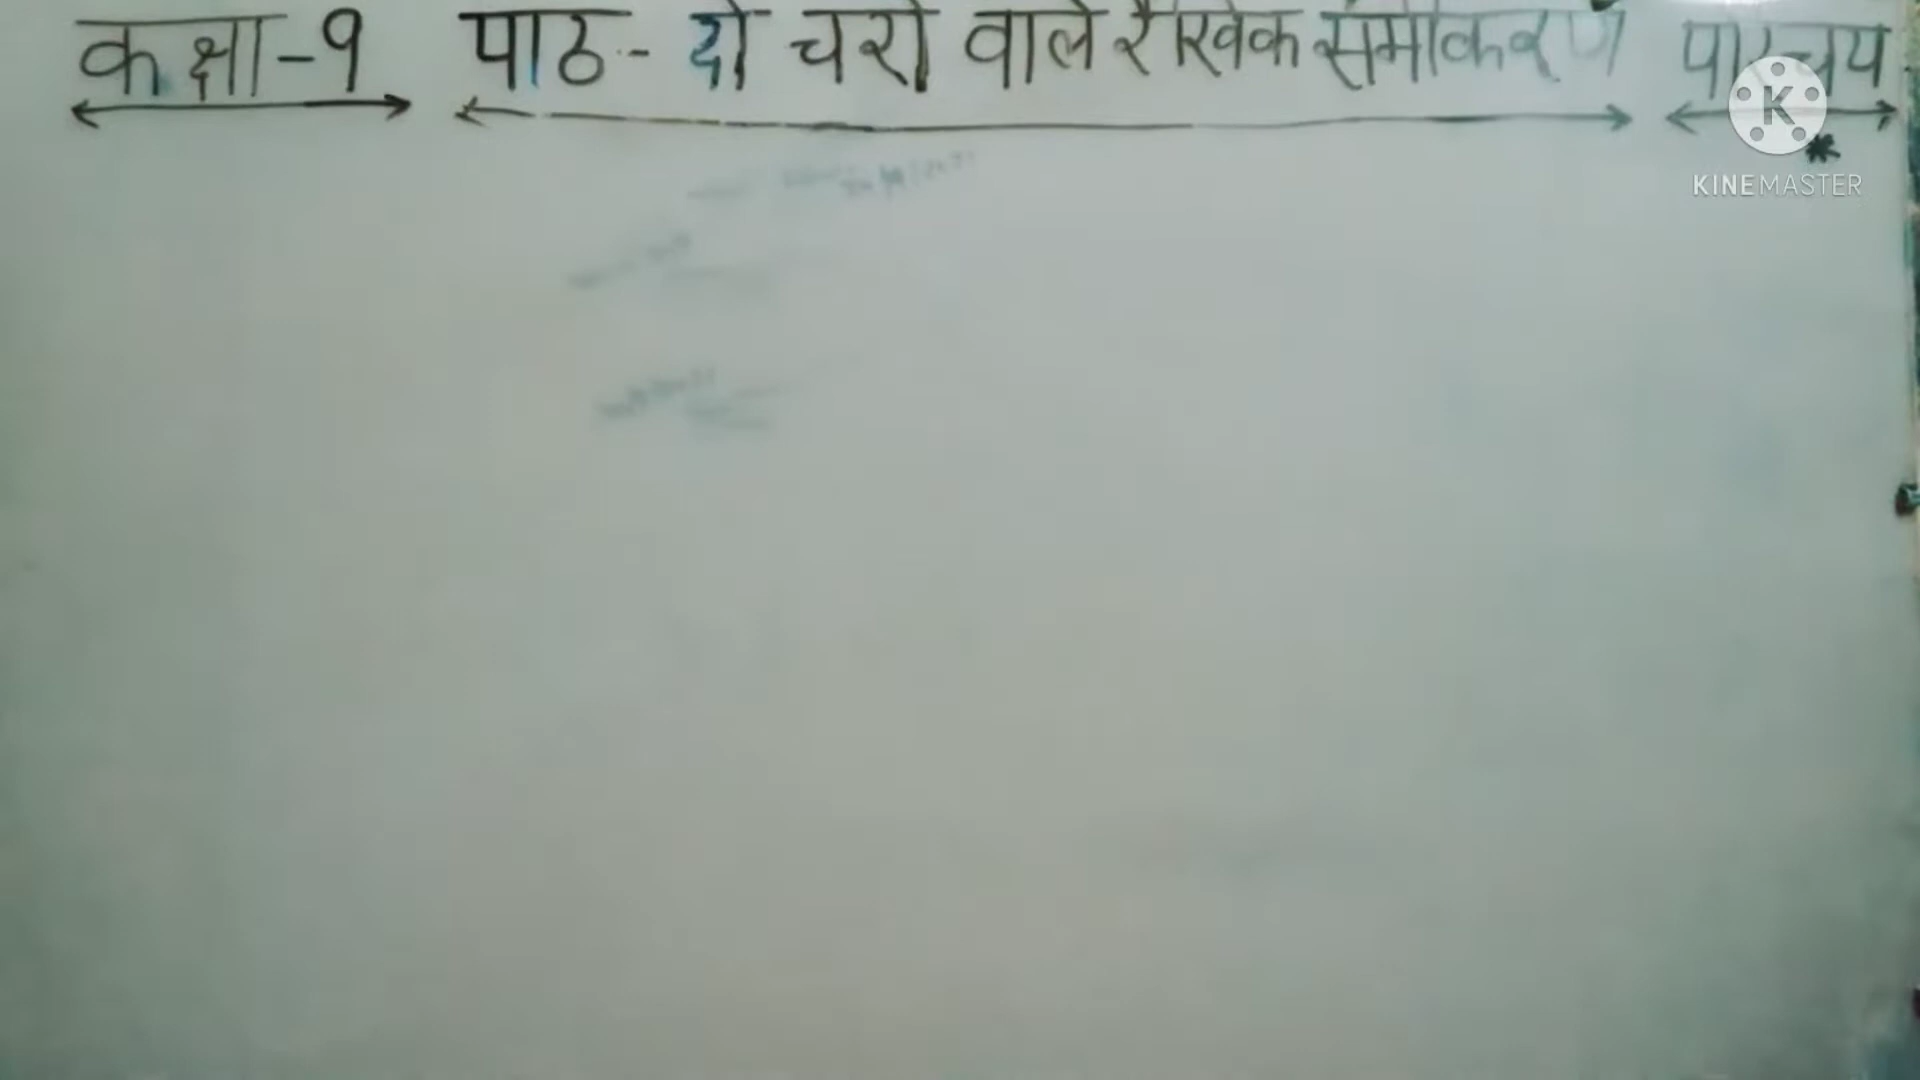 कक्षा-9 पाठ - दो चरों वाले रैखिक समीकरण परिचय
KINEMASTER